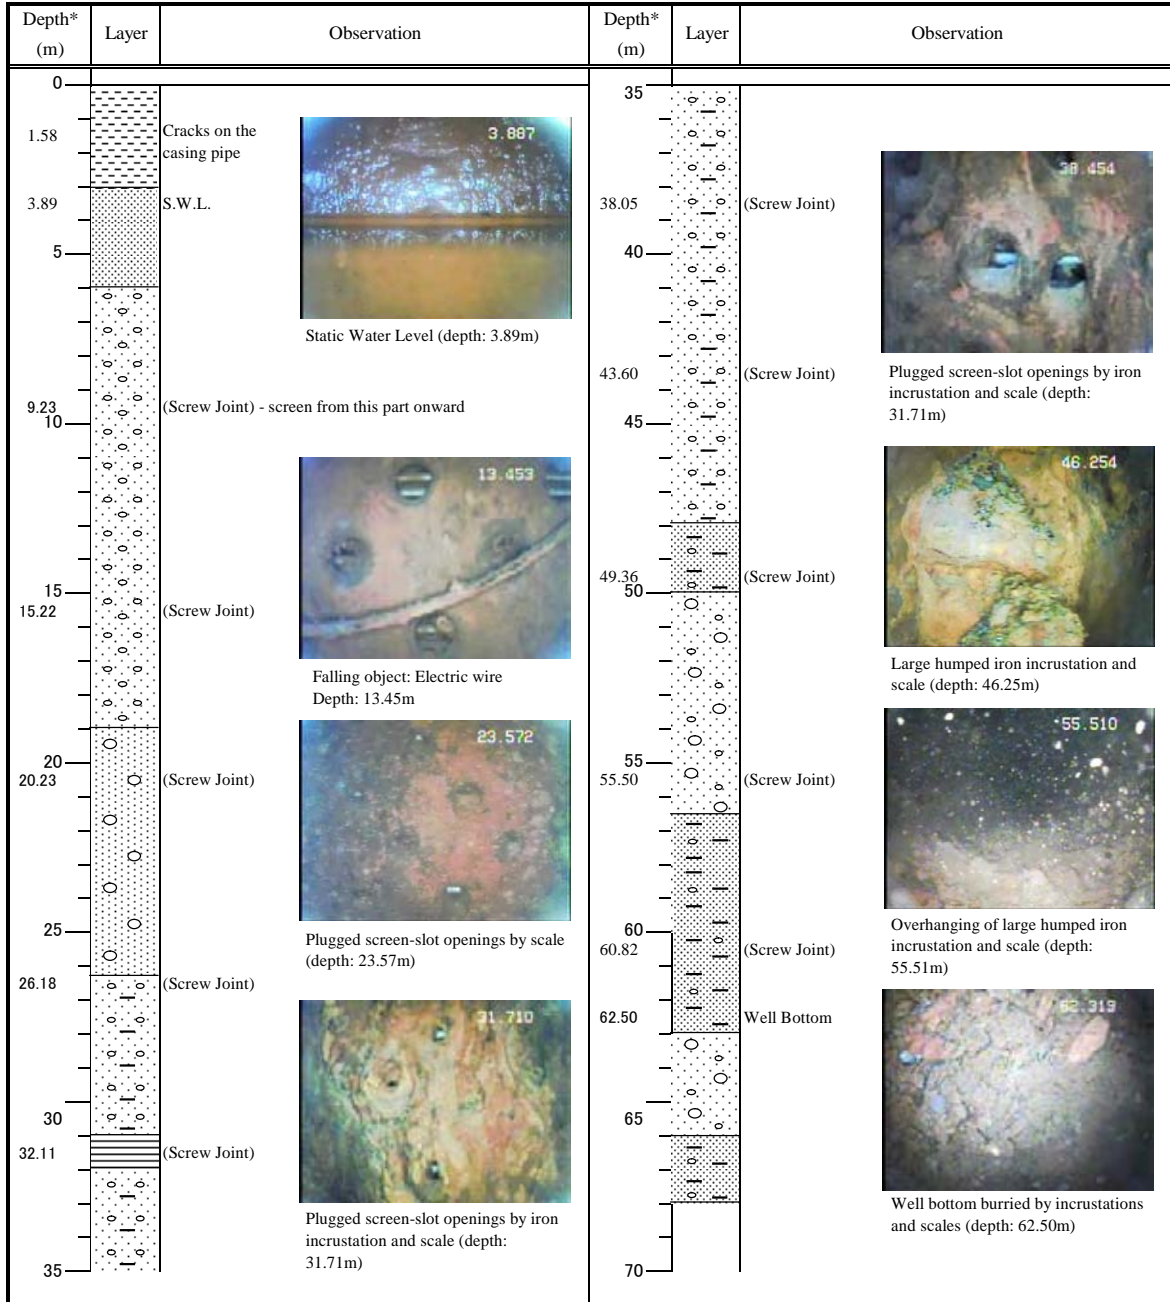 Depth*
(m)
Layer
Observation
0
1.58
Cracks on the
casing pipe
3.887
3.89
S.W.L.
5
Static Water Level (depth: 3.89m)
9.23
(Screw Joint) - screen from this part onward
10
13.453
15
15.22
(Screw Joint)
Falling object: Electric wire
Depth: 13.45m
23.572
20
20.23
(Screw Joint)
25
Plugged screen-slot openings by scale
(depth: 23.57m)
26.18
(Screw Joint)
31.710
30
32.11
(Screw Joint)
Plugged screen-slot openings by iron
incrustation and scale (depth:
31.71m)
35
Depth*
(m)
Layer
Observation
35
38.454
38.05
(Screw Joint)
40
43.60
(Screw Joint)
Plugged screen-slot openings by iron
incrustation and scale (depth:
31.71m)
45
46.254
49.36
(Screw Joint)
50
Large humped iron incrustation and
scale (depth: 46.25m)
55.510
55
55.50
(Screw Joint)
60
60.82
(Screw Joint)
Overhanging of large humped iron
incrustation and scale (depth:
55.51m)
62.319
62.50
Well Bottom
65
Well bottom burried by incrustations
and scales (depth: 62.50m)
70